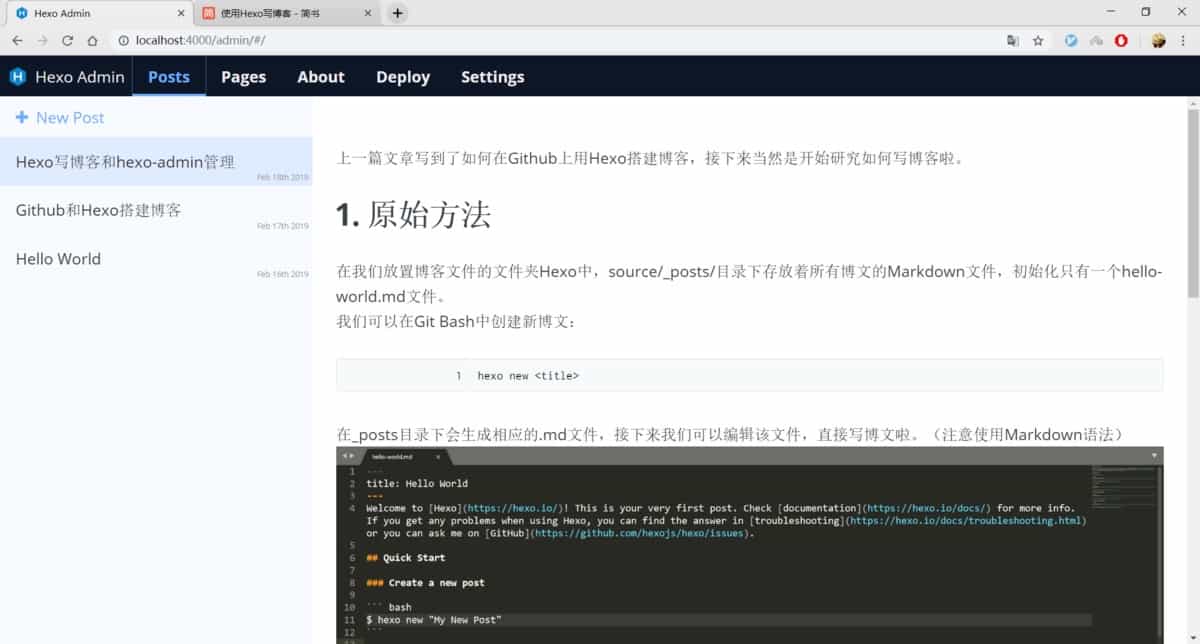 Hexo Admin
使用Hexo写博客 - 简书
localhost:4000/admin/#/
Hexo Admin
Posts
Pages
About
Deploy
Settings
+ New Post
Hexo写博客和hexo-admin管理
Feb 18th 2019
Github和Hexo搭建博客
Feb 17th 2019
Hello World
Feb 16th 2019
上一篇文章写到了如何在Github上用Hexo搭建博客，接下来当然是开始研究如何写博客啦。
1. 原始方法
在我们放置博客文件的文件夹Hexo中，source/_posts/目录下存放着所有博文的Markdown文件，初始化只有一个hello-
world.md文件。
我们可以在Git Bash中创建新博文：
1 hexo new <title>
在_posts目录下会生成相应的.md文件，接下来我们可以编辑该文件，直接写博文啦。（注意使用Markdown语法）
hello-world.md
1 ---
2 title: Hello World
3 ---
4 Welcome to [Hexo](https://hexo.io/)! This is your very first post. Check [documentation](https://hexo.io/docs/) for more info.
If you get any problems when using Hexo, you can find the answer in [troubleshooting](https://hexo.io/docs/troubleshooting.html)
or you can ask me on [GitHub](https://github.com/hexojs/hexo/issues).
5
6 ## Quick Start
7
8 ### Create a new post
9
10 ``` bash
11 $ hexo new "My New Post"
12 ```